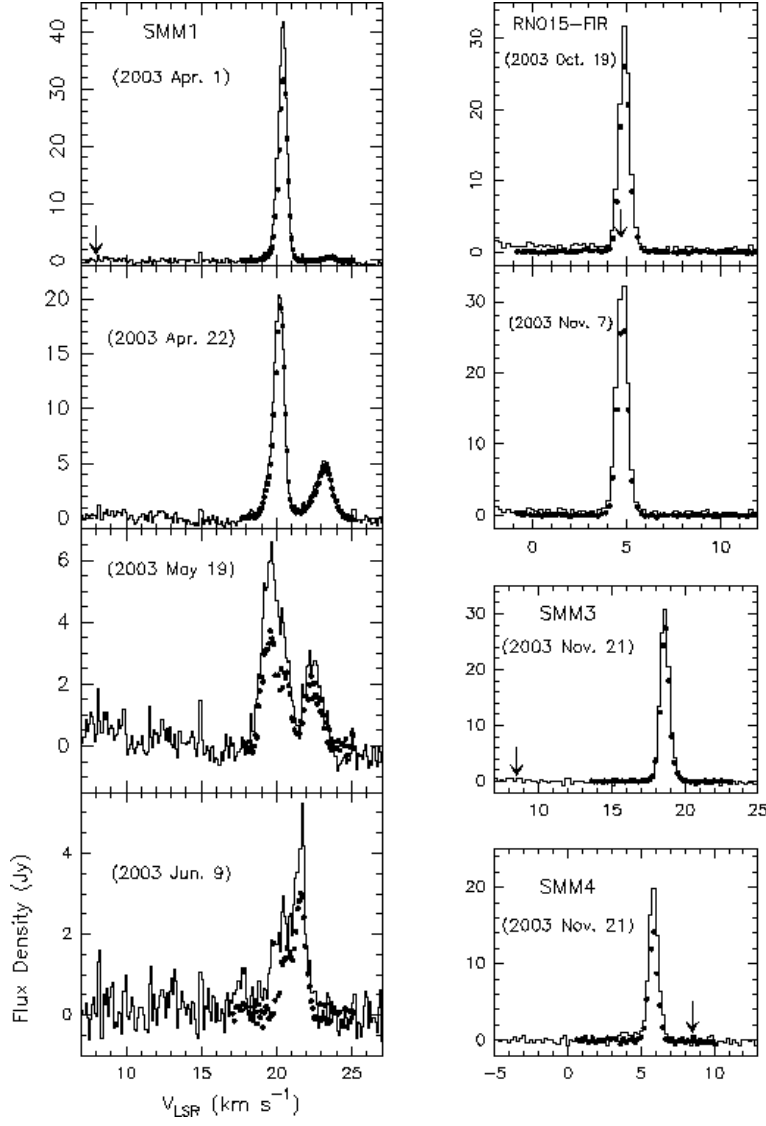 SMM1
(2003 Apr. 1)
0
10
20
30
40
(2003 Apr. 22)
0
5
10
15
20
(2003 May 19)
0
2
4
6
(2003 Jun. 9)
0
2
4
10 15 20 25
Flux Density (Jy)
V_LSR (km s⁻¹)
RNO15-FIR
(2003 Oct. 19)
0
10
20
30
(2003 Nov. 7)
0
10
20
30
0 5 10
SMM3
(2003 Nov. 21)
0
10
20
30
10 15 20 25
SMM4
(2003 Nov. 21)
0
10
20
-5 0 5 10